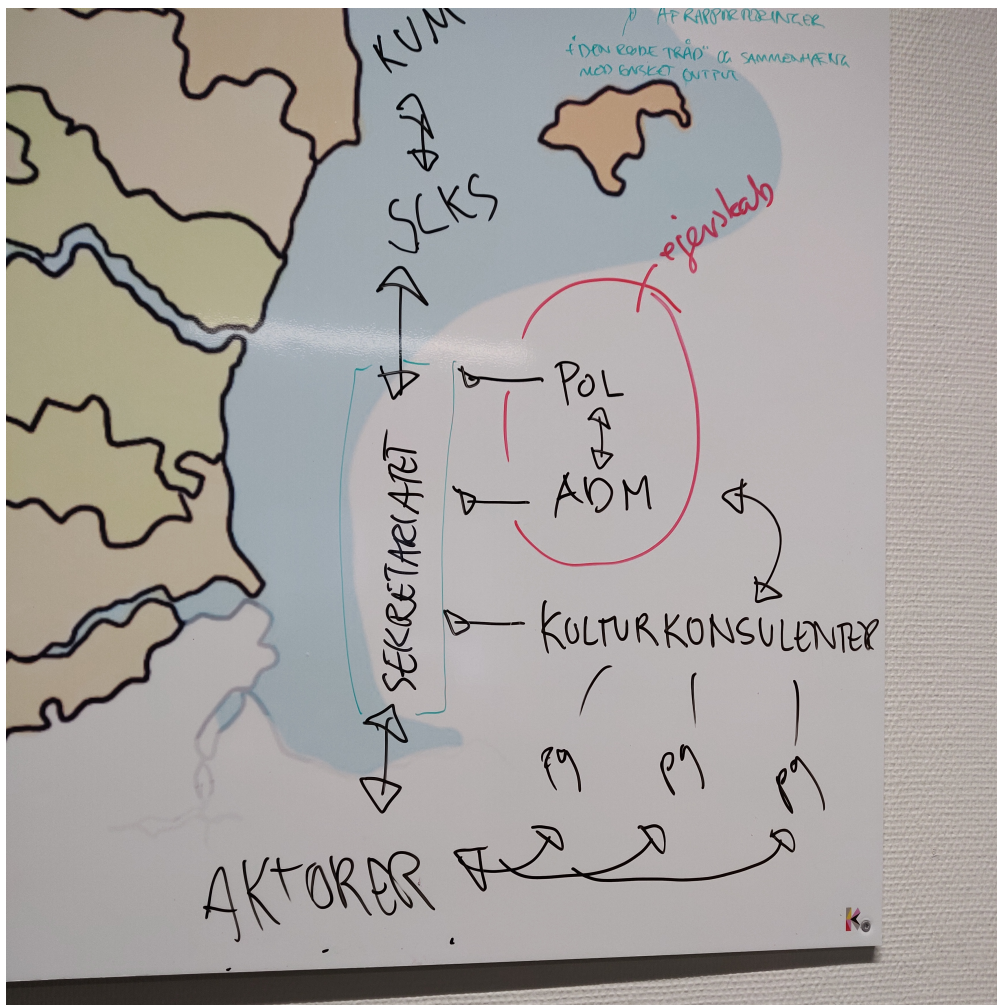 KUM
AFRAPPORTERINGER
"DEN RØDE TRÅD" OG SAMMENHÆNG
MOD ØNSKET OUTPUT
SLKS
ejerskab
POL
ADM
SEKRETARIATET
KULTURKONSULENTER
pg pg pg
AKTØRER
K.